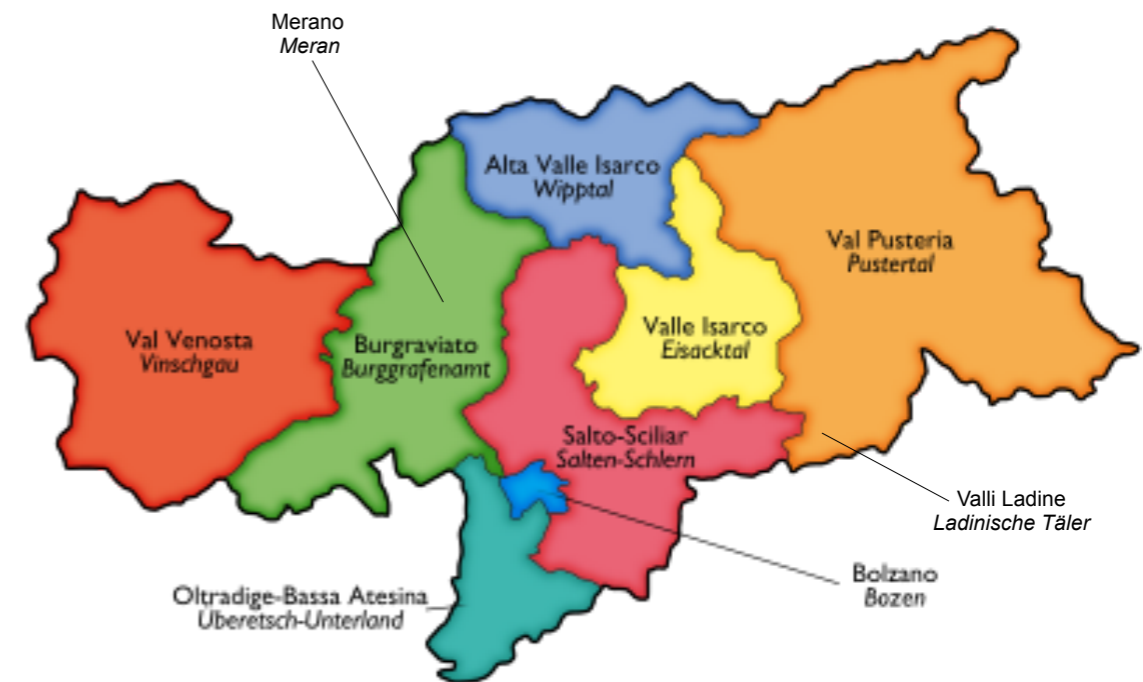 Merano
Meran
Alta Valle Isarco
Wipptal
Val Pusteria
Pustertal
Val Venosta
Vinschgau
Burgraviato
Burggrafenamt
Valle Isarco
Eisacktal
Salto-Sciliar
Salten-Schlern
Valli Ladine
Ladinische Täler
Bolzano
Bozen
Oltradige-Bassa Atesina
Überetsch-Unterland